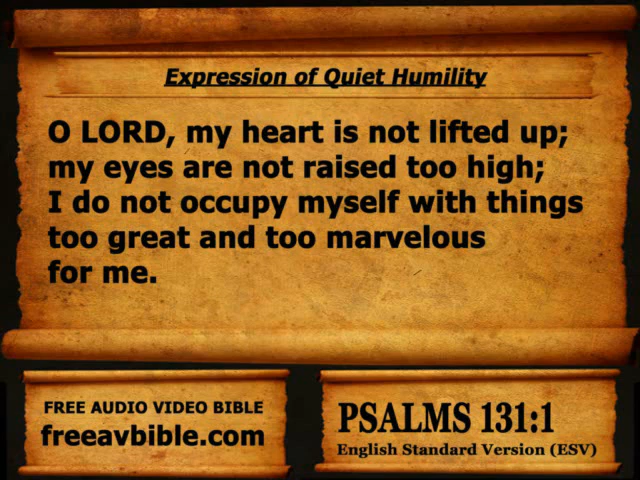 Expression of Quiet Humility
O LORD, my heart is not lifted up;
my eyes are not raised too high;
I do not occupy myself with things
too great and too marvelous
for me.
FREE AUDIO VIDEO BIBLE
freeavbible.com
PSALMS 131:1
English Standard Version (ESV)